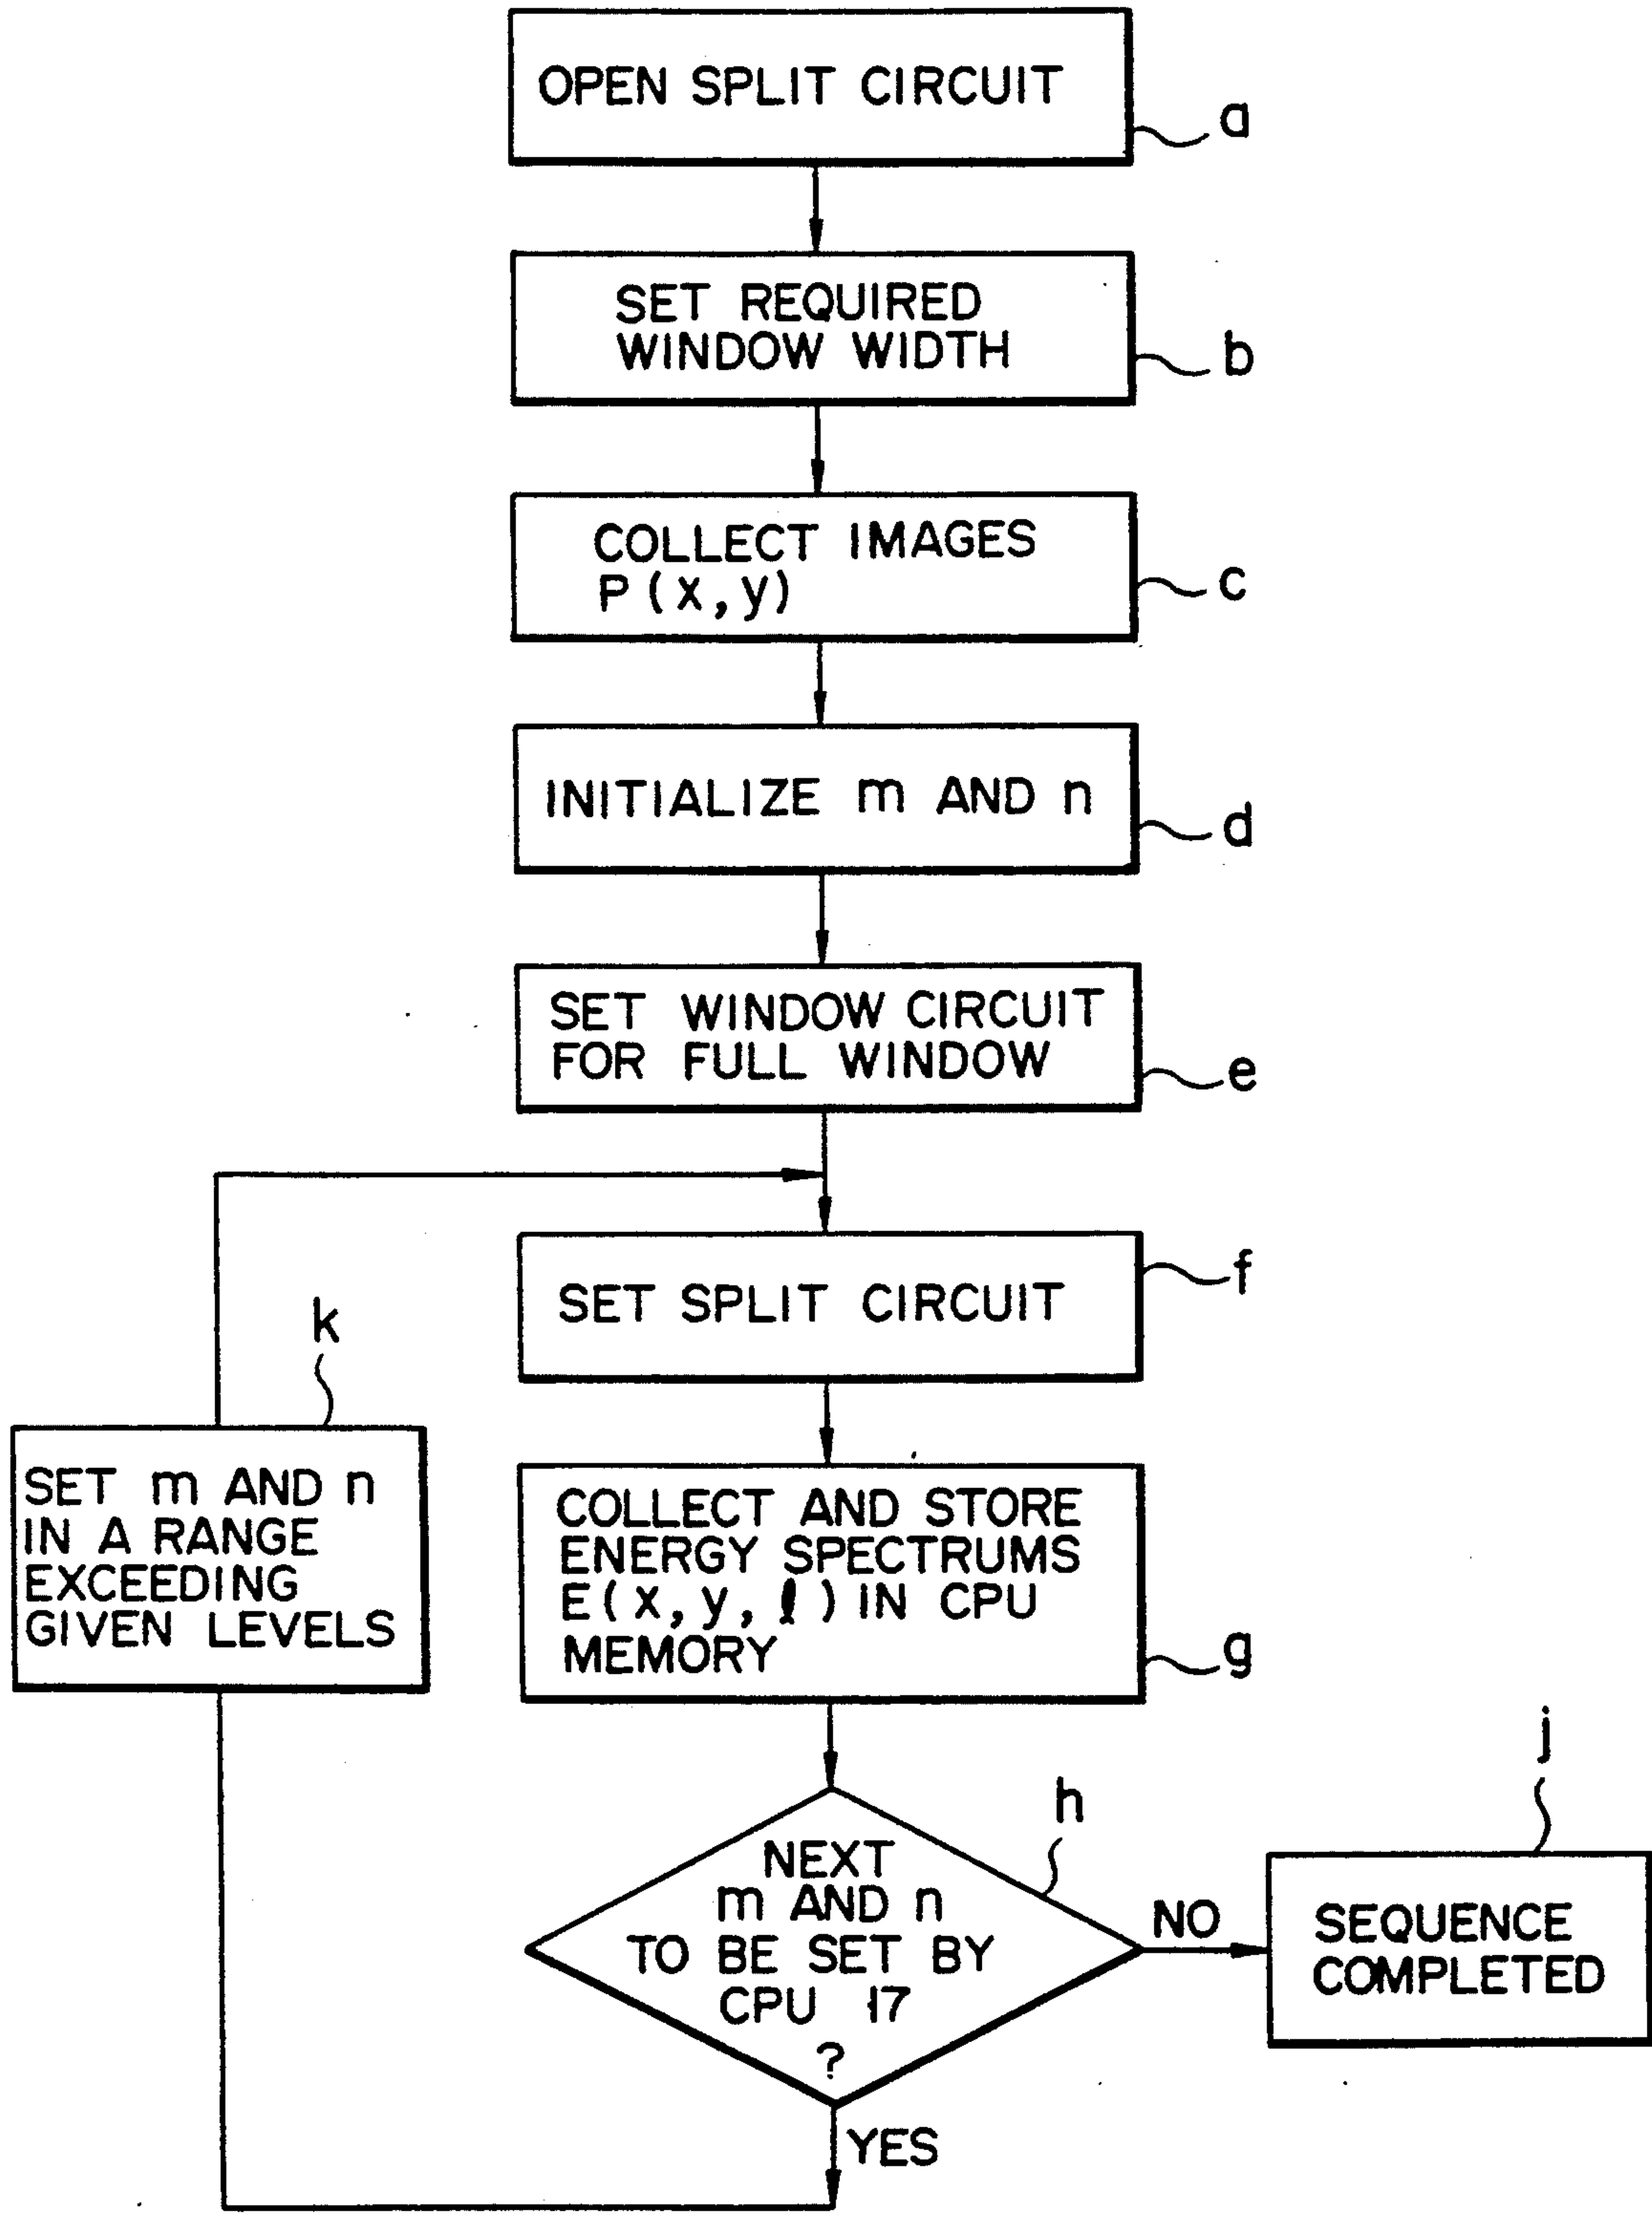 OPEN SPLIT CIRCUIT
a
SET REQUIRED
WINDOW WIDTH
b
COLLECT IMAGES
P(x,y)
c
INITIALIZE m AND n
d
SET WINDOW CIRCUIT
FOR FULL WINDOW
e
SET SPLIT CIRCUIT
f
k
SET m AND n
IN A RANGE
EXCEEDING
GIVEN LEVELS
COLLECT AND STORE
ENERGY SPECTRUMS
E(x,y,l) IN CPU
MEMORY
g
h
NEXT
m AND n
TO BE SET BY
CPU 17
?
NO
j
SEQUENCE
COMPLETED
YES